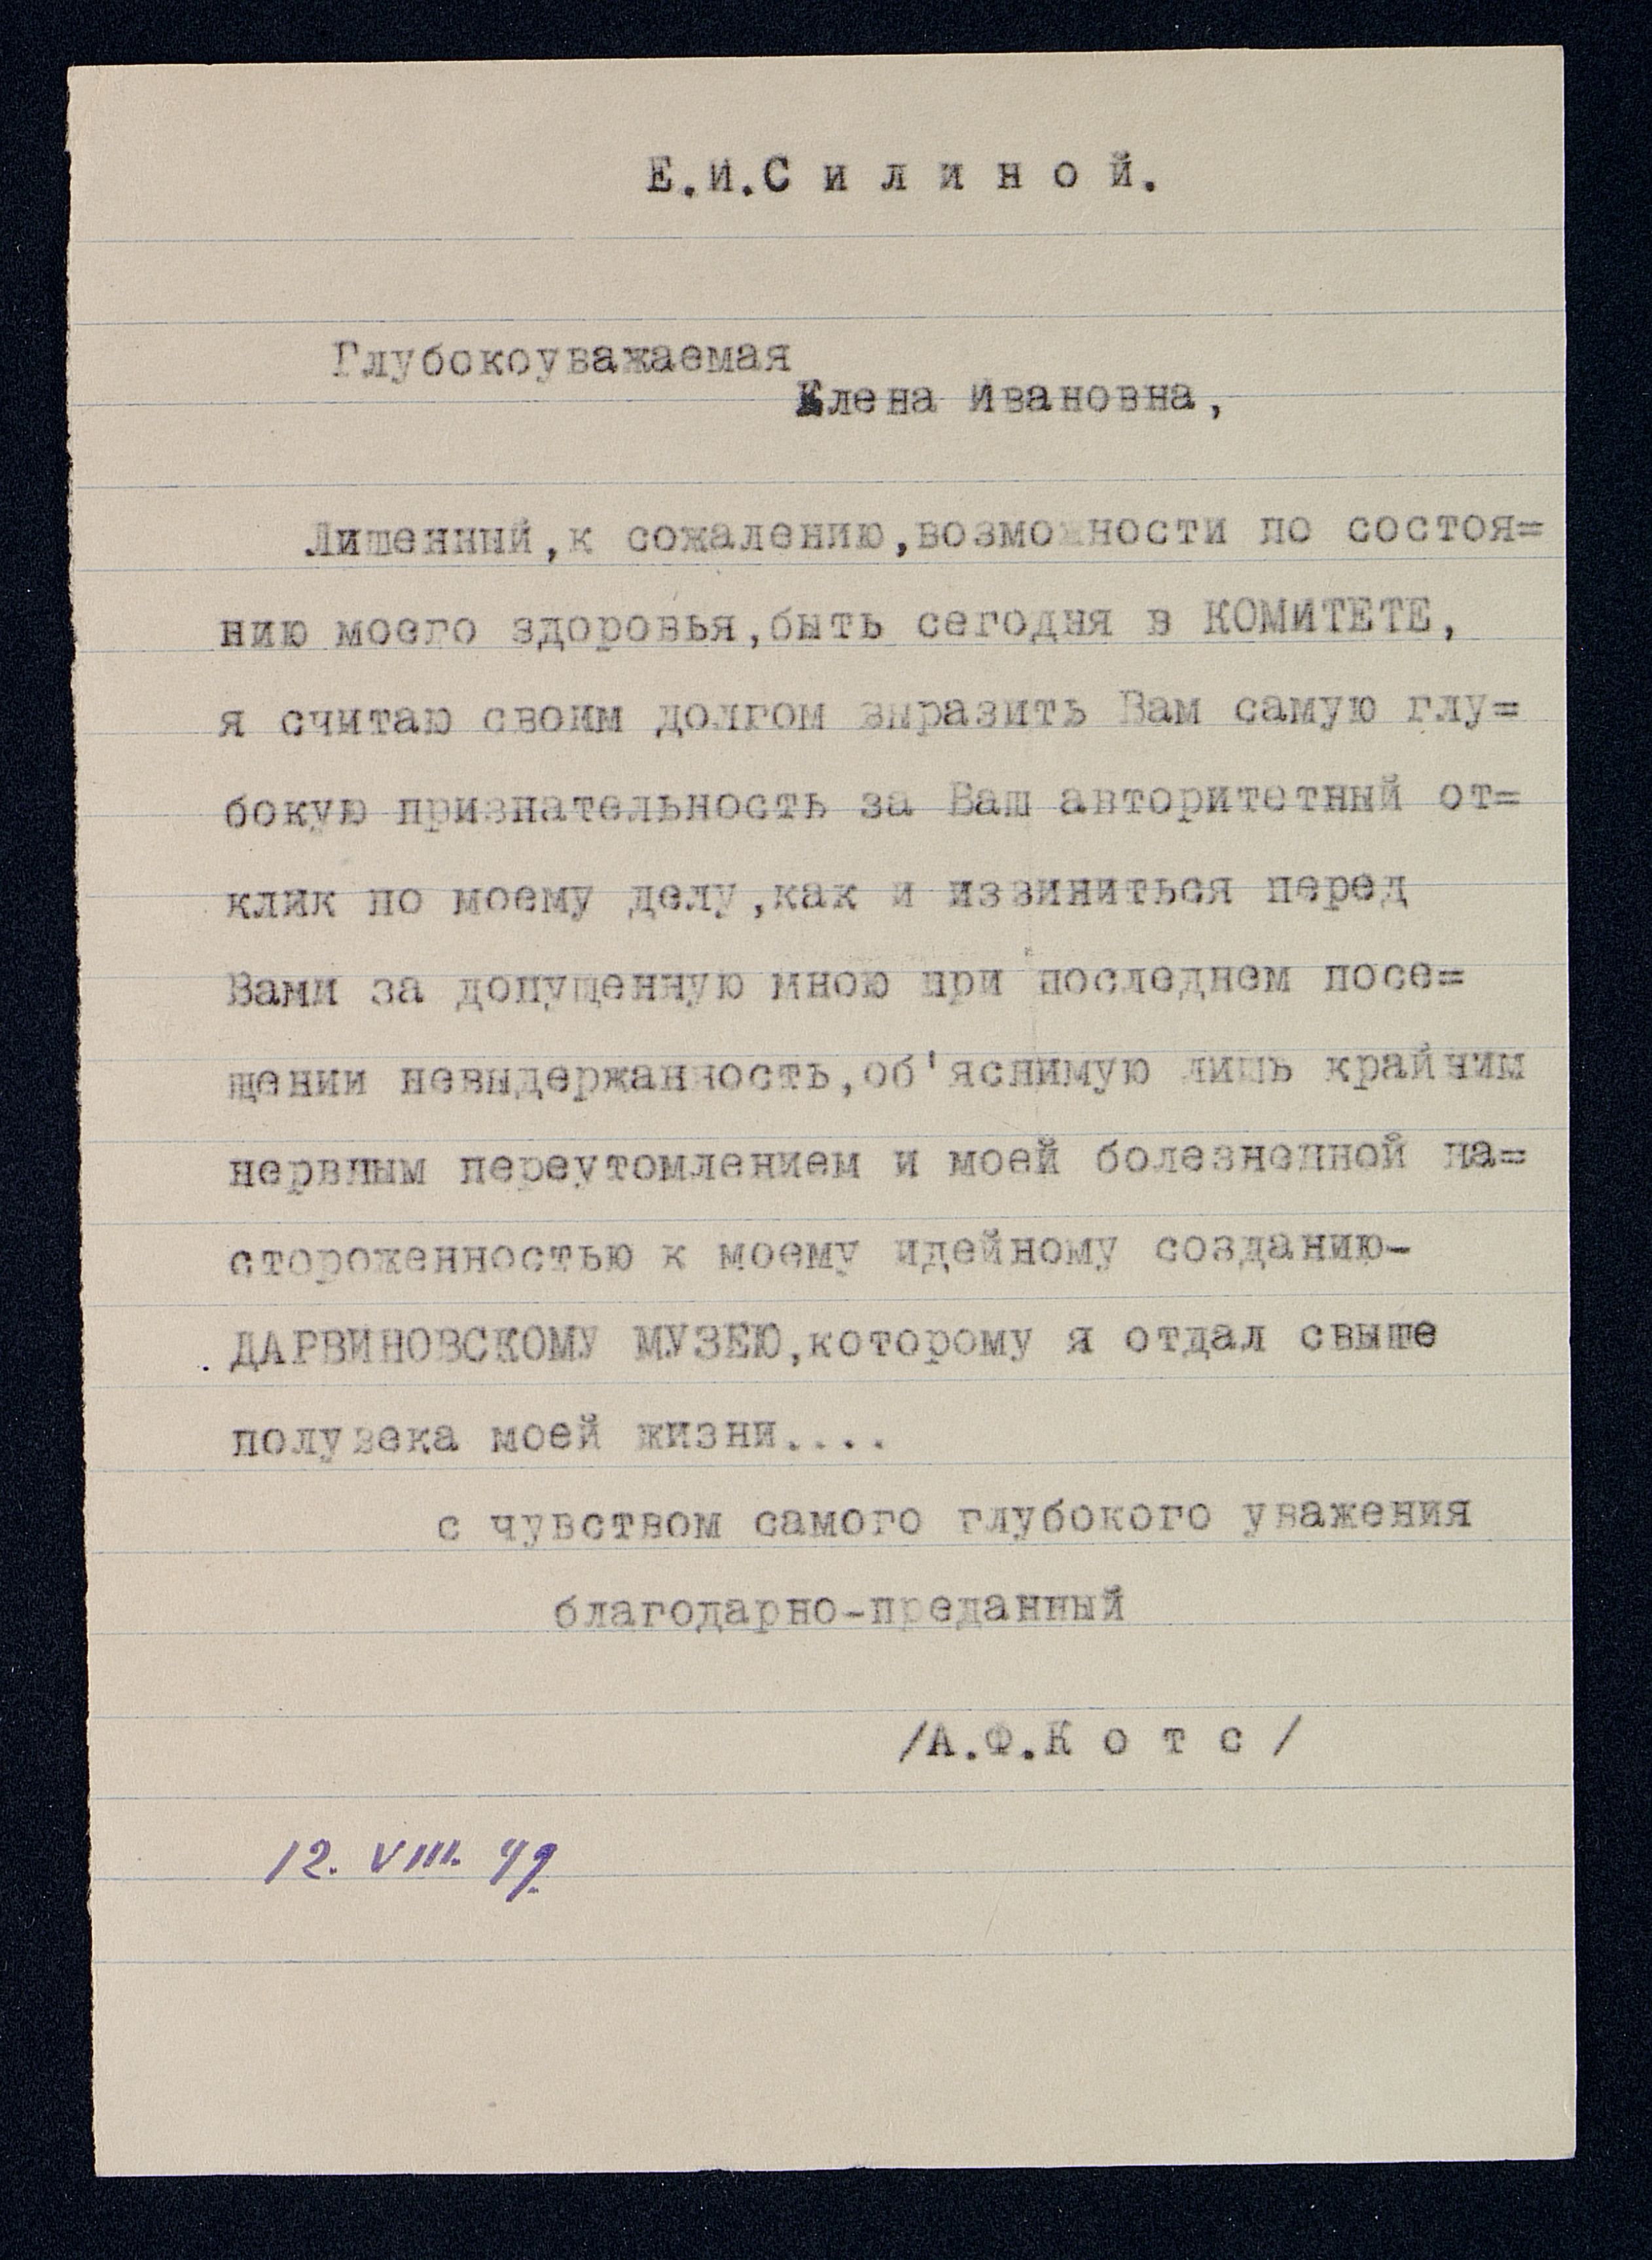 Е.И.С и л и н о й.
Глубокоуважаемая
Елена Ивановна,
Лишенный,к сожалению,возможности по состоя=
нию моего здоровья,быть сегодня в КОМИТЕТЕ,
я считаю своим долгом выразить Вам самую глу=
бокую признательность за Ваш авторитетный от=
клик по моему делу,как и извиниться перед
Вами за допущенную мною при последнем посе=
щении невыдержанность,об'яснимую лишь крайним
нервным переутомлением и моей болезненной на=
стороженностью к моему идейному созданию-
ДАРВИНОВСКОМУ МУЗЕЮ,которому я отдал свыше
полувека моей жизни....
с чувством самого глубокого уважения
благодарно-преданный
/А.Ф.К о т с/
12. VIII. 49.